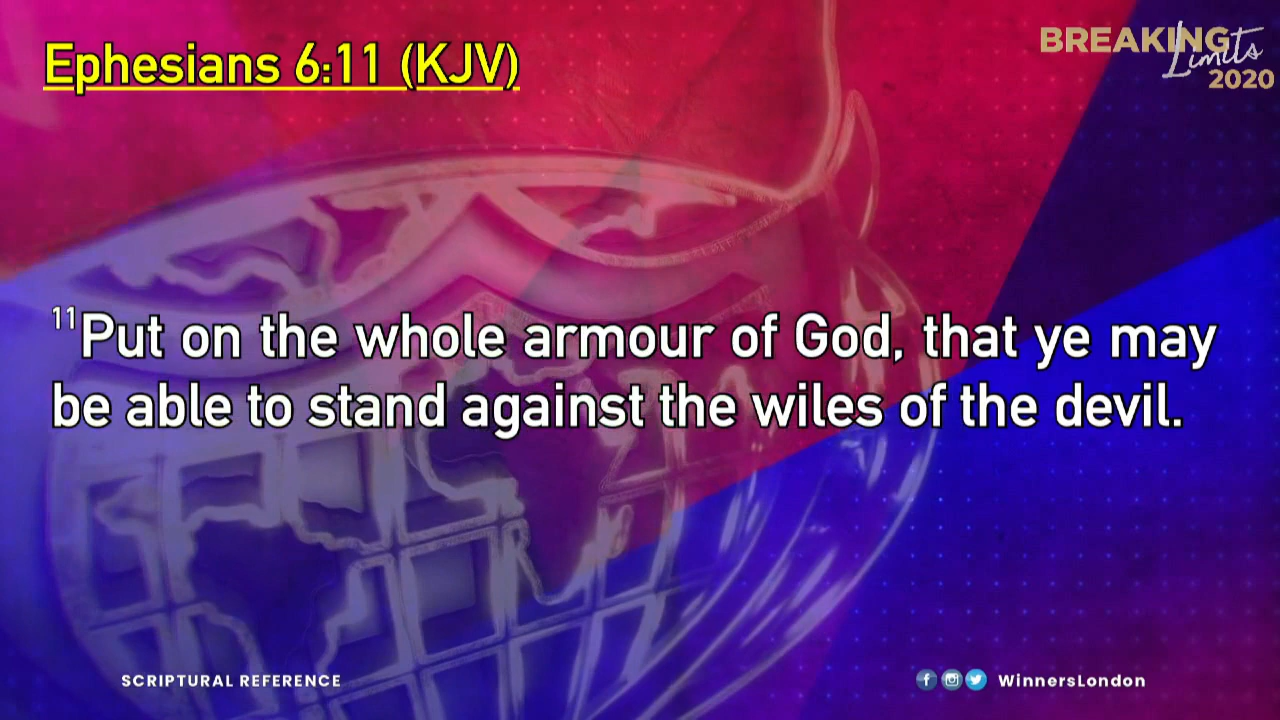 Ephesians 6:11 (KJV)
BREAKING
Limits
2020
11Put on the whole armour of God, that ye may
be able to stand against the wiles of the devil.
SCRIPTURAL REFERENCE
WinnersLondon